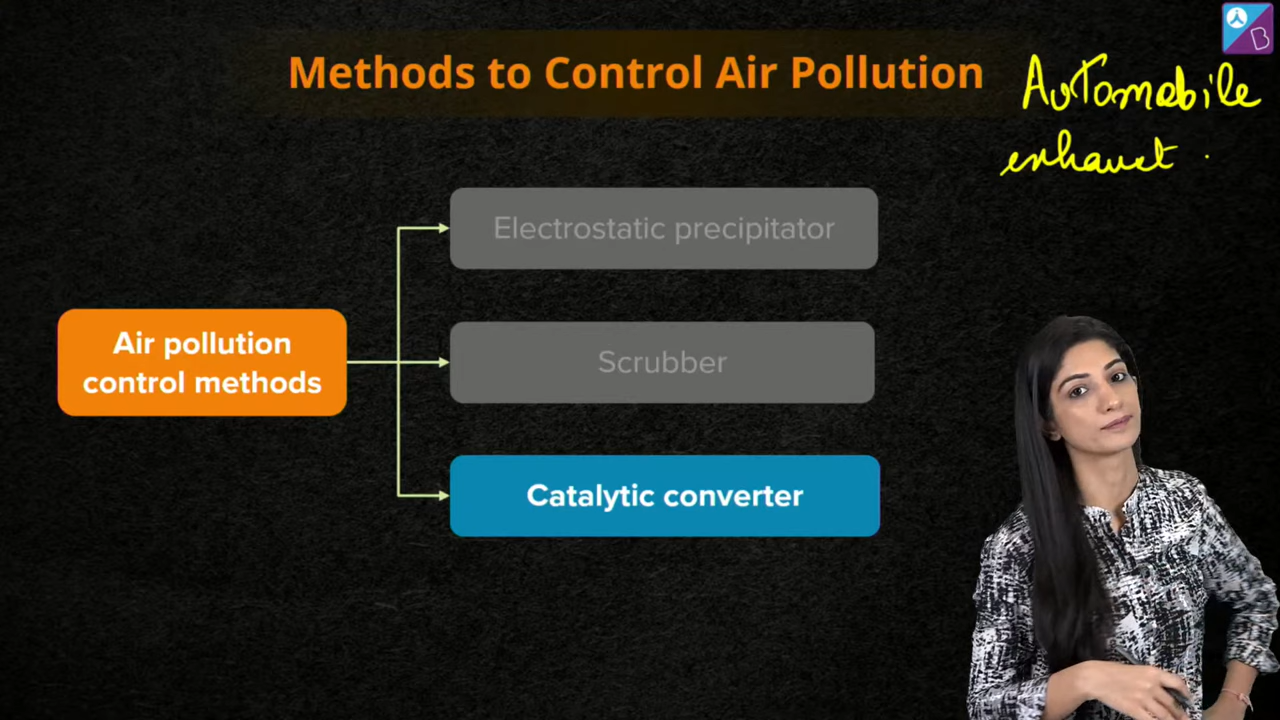 Methods to Control Air Pollution
Automobile
exhaust .
Electrostatic precipitator
Air pollution
control methods
Scrubber
Catalytic converter
B